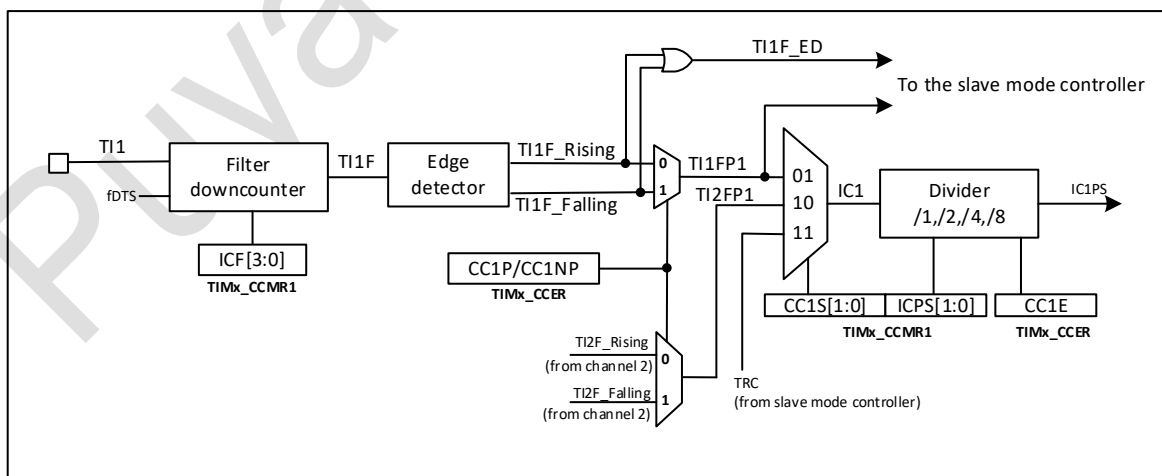 Puya
TI1F_ED
To the slave mode controller
TI1
Filter
downcounter
fDTS
TI1F
Edge
detector
TI1F_Rising
TI1F_Falling
0
1
TI1FP1
TI2FP1
01
10
11
IC1
Divider
/1,/2,/4,/8
IC1PS
ICF[3:0]
TIMx_CCMR1
CC1P/CC1NP
TIMx_CCER
CC1S[1:0]
ICPS[1:0]
TIMx_CCMR1
CC1E
TIMx_CCER
TI2F_Rising
(from channel 2)
0
TI2F_Falling
(from channel 2)
1
TRC
(from slave mode controller)